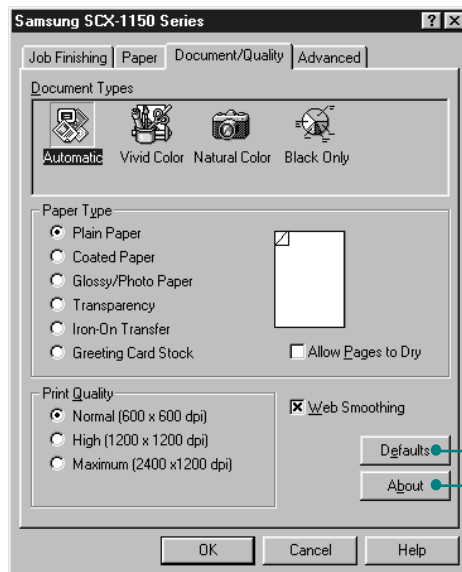 Samsung SCX-1150 Series
Job Finishing Paper Document/Quality Advanced
Document Types
Automatic Vivid Color Natural Color Black Only
Paper Type
Plain Paper
Coated Paper
Glossy/Photo Paper
Transparency
Iron-On Transfer
Greeting Card Stock
Allow Pages to Dry
Print Quality
Normal (600 x 600 dpi)
High (1200 x 1200 dpi)
Maximum (2400 x1200 dpi)
Web Smoothing
Defaults
About
OK Cancel Help